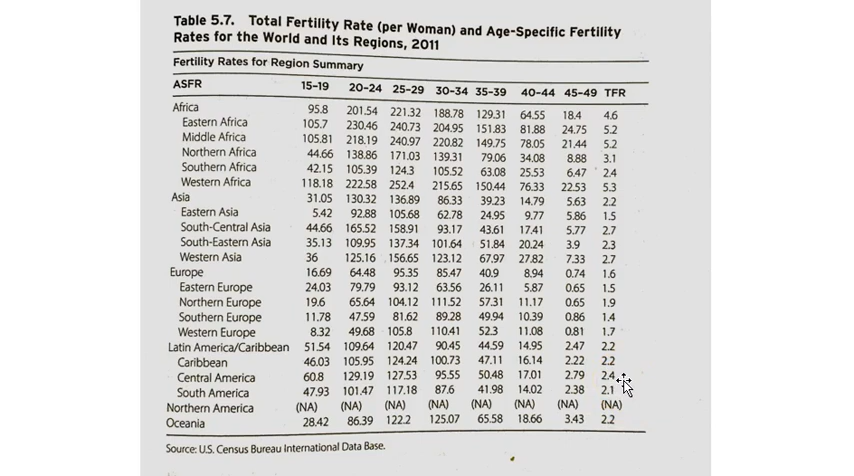 Table 5.7. Total Fertility Rate (per Woman) and Age-Specific Fertility
Rates for the World and Its Regions, 2011
Fertility Rates for Region Summary
ASFR 15–19 20–24 25–29 30–34 35–39 40–44 45–49 TFR
Africa 95.8 201.54 221.32 188.78 129.31 64.55 18.4 4.6
Eastern Africa 105.7 230.46 240.73 204.95 151.83 81.88 24.75 5.2
Middle Africa 105.81 218.19 240.97 220.82 149.75 78.05 21.44 5.2
Northern Africa 44.66 138.86 171.03 139.31 79.06 34.08 8.88 3.1
Southern Africa 42.15 105.39 124.3 105.52 63.08 25.53 6.47 2.4
Western Africa 118.18 222.58 252.4 215.65 150.44 76.33 22.53 5.3
Asia 31.05 130.32 136.89 86.33 39.23 14.79 5.63 2.2
Eastern Asia 5.42 92.88 105.68 62.78 24.95 9.77 5.86 1.5
South-Central Asia 44.66 165.52 158.91 93.17 43.61 17.41 5.77 2.7
South-Eastern Asia 35.13 109.95 137.34 101.64 51.84 20.24 3.9 2.3
Western Asia 36 125.16 156.65 123.12 67.97 27.82 7.33 2.7
Europe 16.69 64.48 95.35 85.47 40.9 8.94 0.74 1.6
Eastern Europe 24.03 79.79 93.12 63.56 26.11 5.87 0.65 1.5
Northern Europe 19.6 65.64 104.12 111.52 57.31 11.17 0.65 1.9
Southern Europe 11.78 47.59 81.62 89.28 49.94 10.39 0.86 1.4
Western Europe 8.32 49.68 105.8 110.41 52.3 11.08 0.81 1.7
Latin America/Caribbean 51.54 109.64 120.47 90.45 44.59 14.95 2.47 2.2
Caribbean 46.03 105.95 124.24 100.73 47.11 16.14 2.22 2.2
Central America 60.8 129.19 127.53 95.55 50.48 17.01 2.79 2.4
South America 47.93 101.47 117.18 87.6 41.98 14.02 2.38 2.1
Northern America (NA) (NA) (NA) (NA) (NA) (NA) (NA) (NA)
Oceania 28.42 86.39 122.2 125.07 65.58 18.66 3.43 2.2
Source: U.S. Census Bureau International Data Base.